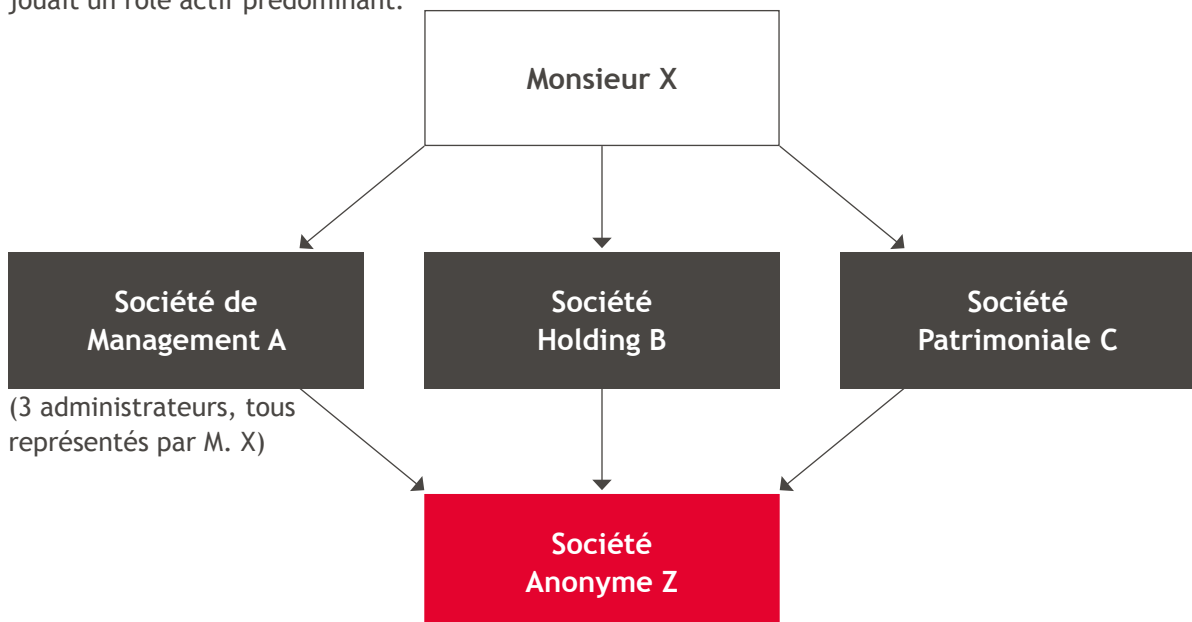 jouait un rôle actif prédominant.
Monsieur X
Société de
Management A
Société
Holding B
Société
Patrimoniale C
(3 administrateurs, tous
représentés par M. X)
Société
Anonyme Z